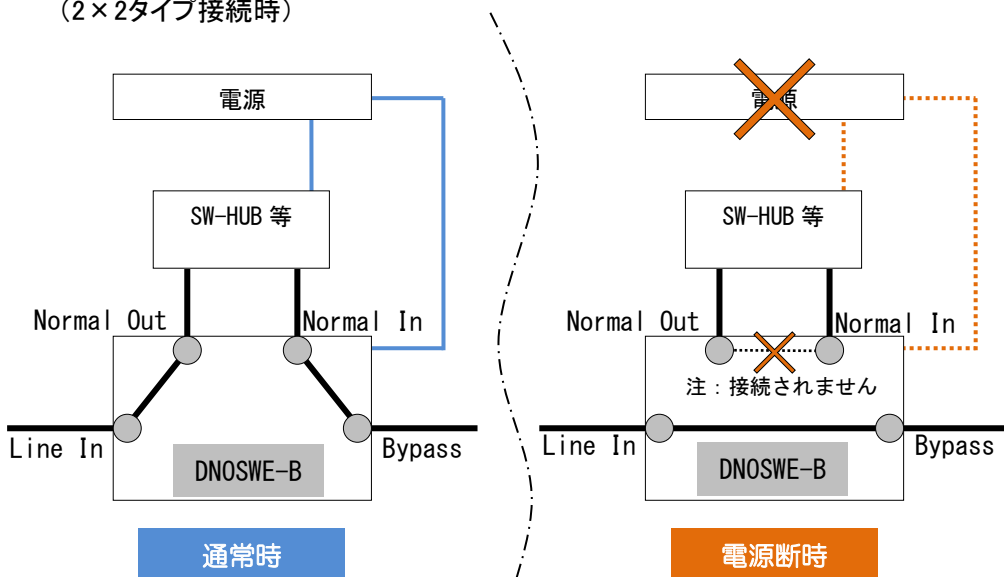 （2×2タイプ接続時）
電源
SW-HUB 等
Normal Out
Normal In
Line In
Bypass
DNOSWE-B
通常時
電源
SW-HUB 等
Normal Out
Normal In
注：接続されません
Line In
Bypass
DNOSWE-B
電源断時